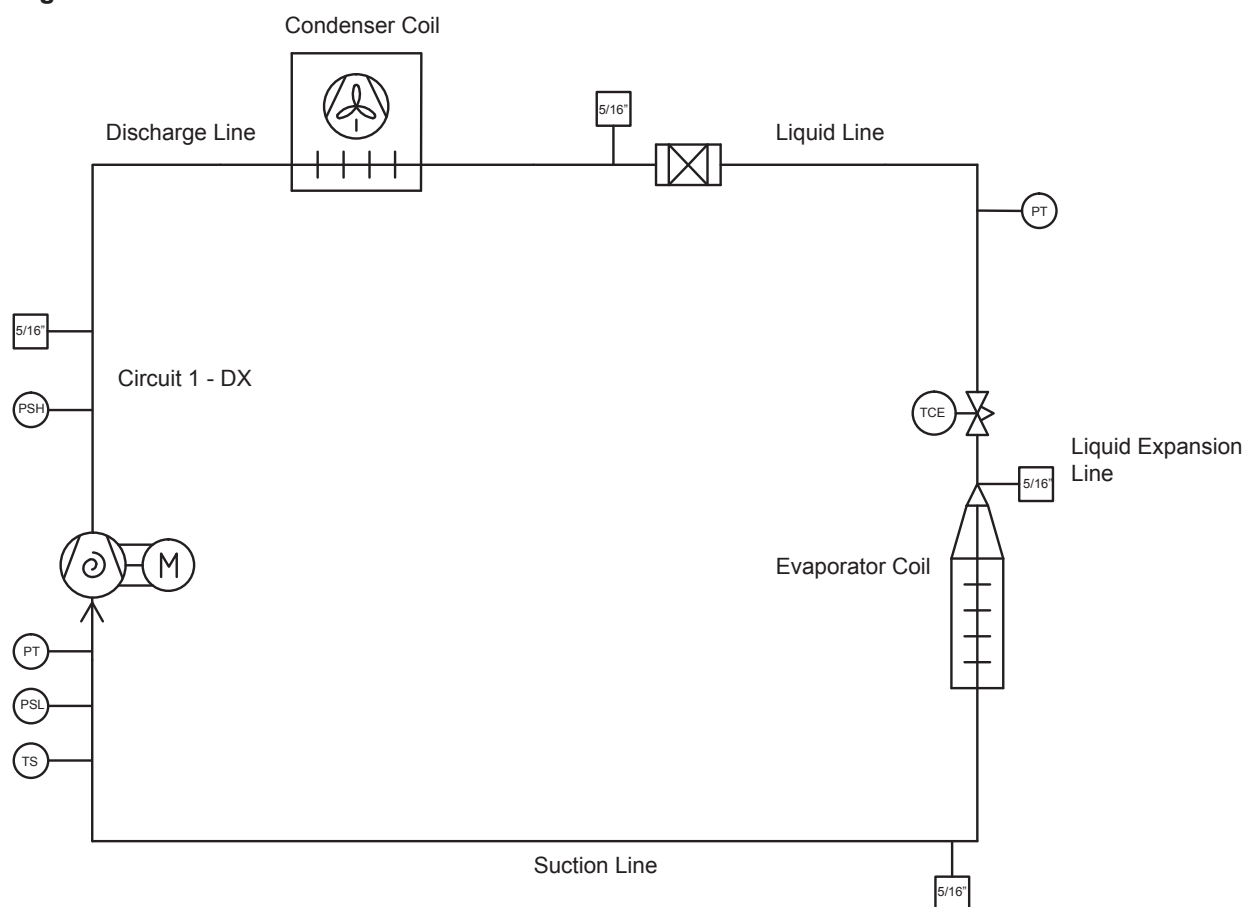 Condenser Coil
Discharge Line
5/16"
Liquid Line
PT
5/16"
Circuit 1 - DX
PSH
TCE
Liquid Expansion
Line
5/16"
M
Evaporator Coil
PT
PSL
TS
Suction Line
5/16"